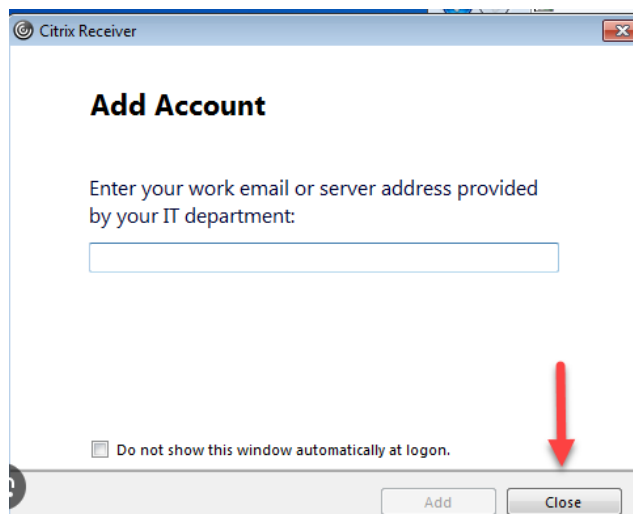 Citrix Receiver
Add Account
Enter your work email or server address provided
by your IT department:
Do not show this window automatically at logon.
Add
Close